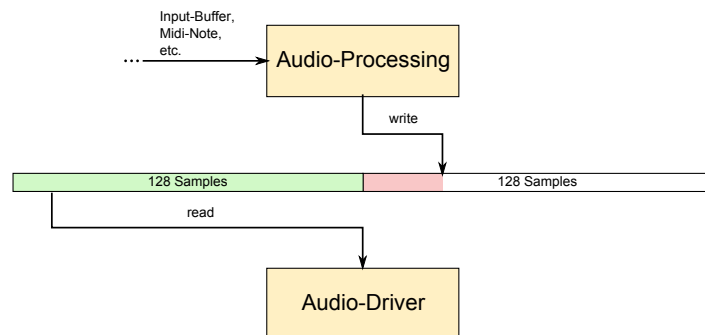 Input-Buffer,
Midi-Note,
etc.
...
Audio-Processing
write
128 Samples
128 Samples
read
Audio-Driver